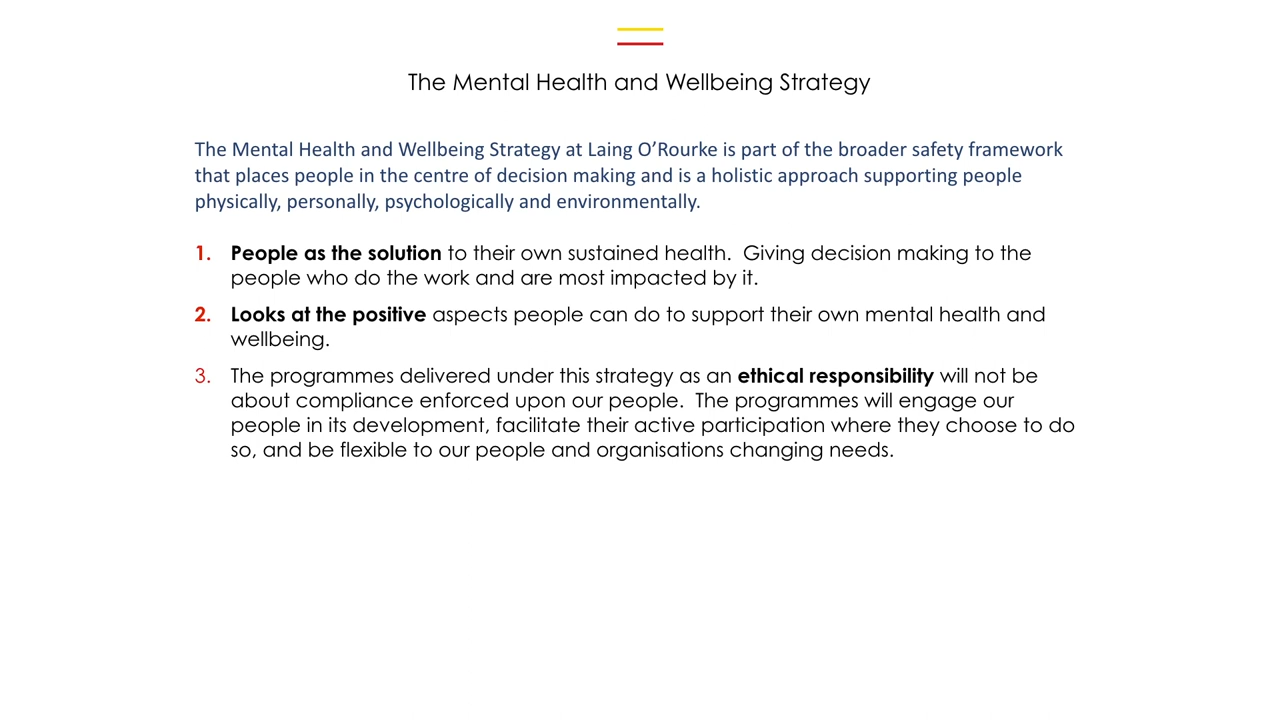 The Mental Health and Wellbeing Strategy
The Mental Health and Wellbeing Strategy at Laing O’Rourke is part of the broader safety framework
that places people in the centre of decision making and is a holistic approach supporting people
physically, personally, psychologically and environmentally.
1. People as the solution to their own sustained health.  Giving decision making to the
people who do the work and are most impacted by it.
2. Looks at the positive aspects people can do to support their own mental health and
wellbeing.
3. The programmes delivered under this strategy as an ethical responsibility will not be
about compliance enforced upon our people.  The programmes will engage our
people in its development, facilitate their active participation where they choose to do
so, and be flexible to our people and organisations changing needs.